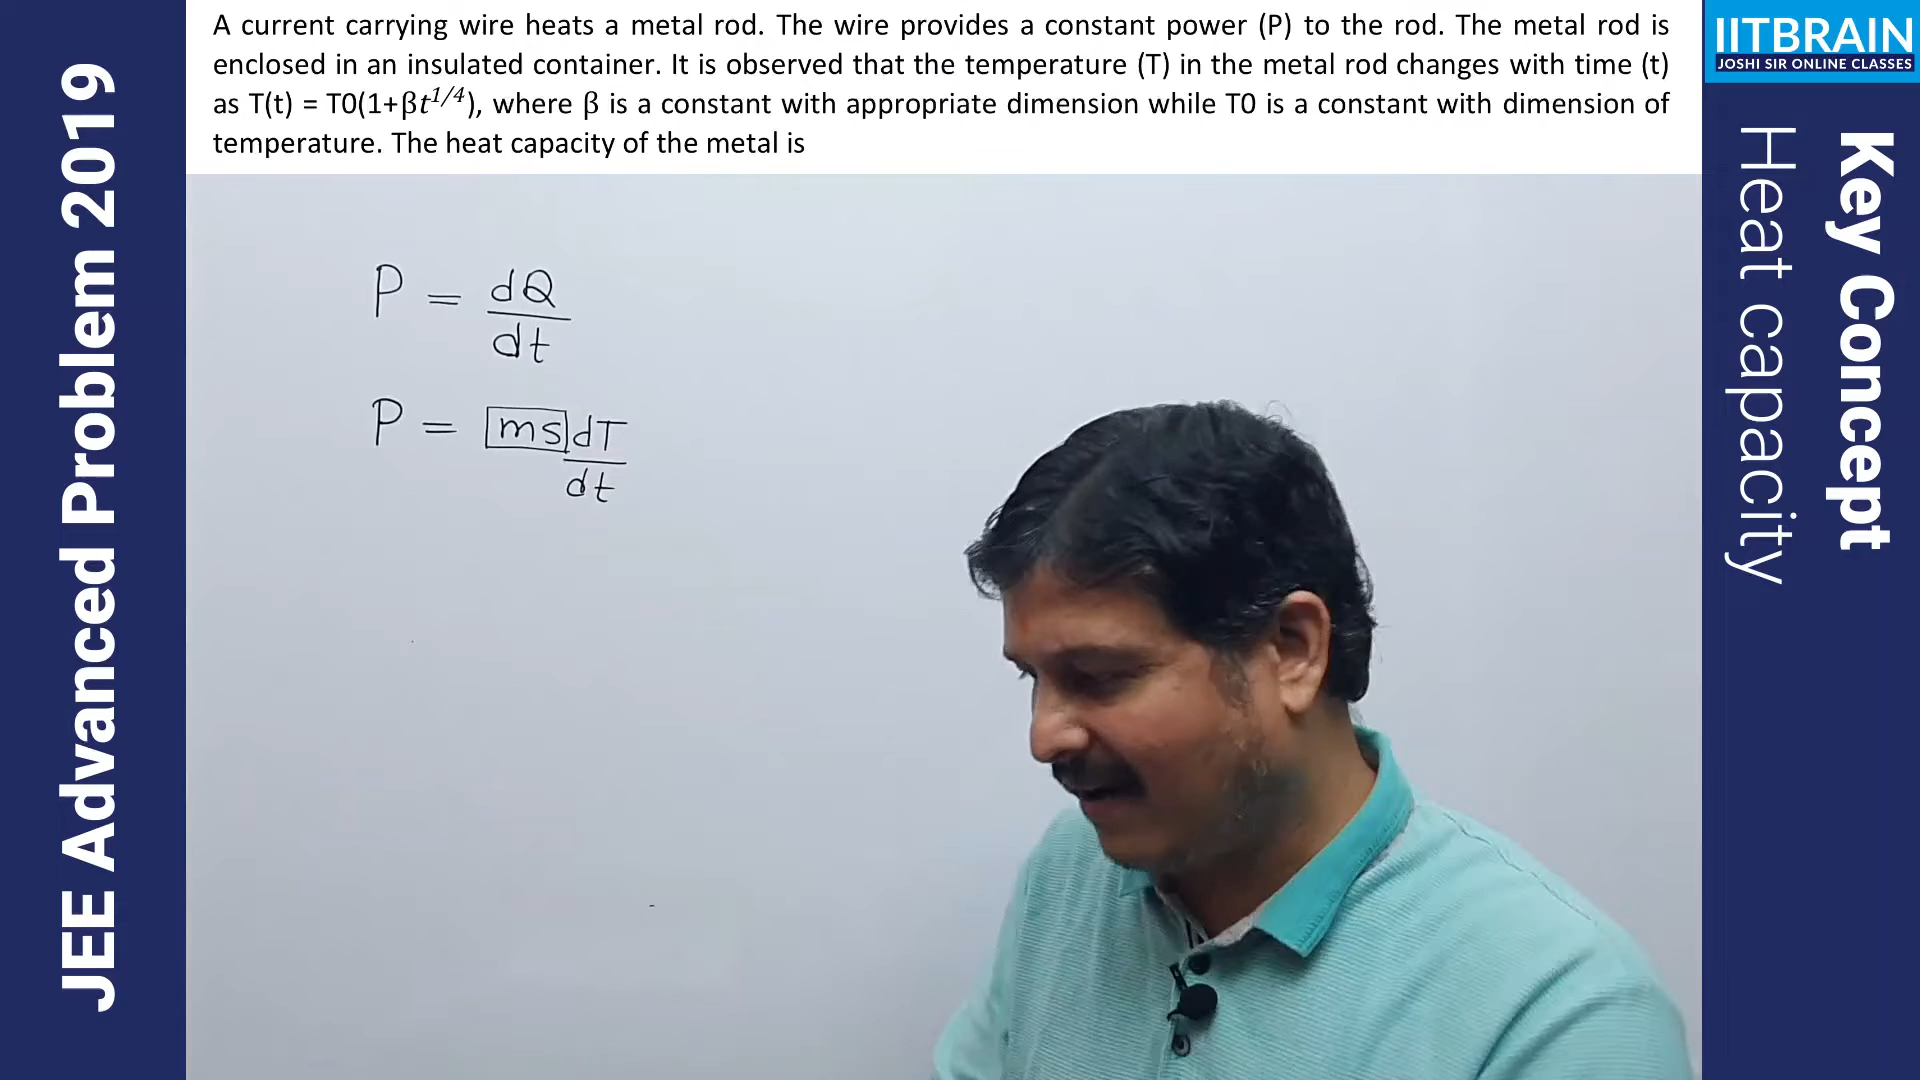 A current carrying wire heats a metal rod. The wire provides a constant power (P) to the rod. The metal rod is
enclosed in an insulated container. It is observed that the temperature (T) in the metal rod changes with time (t)
as T(t) = T0(1+βt^1/4), where β is a constant with appropriate dimension while T0 is a constant with dimension of
temperature. The heat capacity of the metal is
IITBRAIN
JOSHI SIR ONLINE CLASSES
JEE Advanced Problem 2019
Key Concept
Heat capacity
P = dQ
dt
P = ms dT
dt